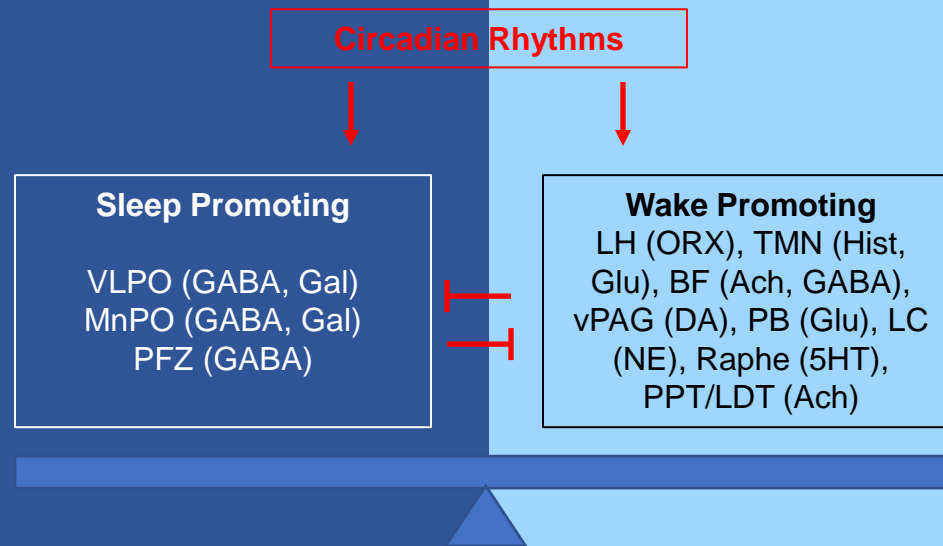 Circadian Rhythms
Sleep Promoting
VLPO (GABA, Gal)
MnPO (GABA, Gal)
PFZ (GABA)
Wake Promoting
LH (ORX), TMN (Hist,
Glu), BF (Ach, GABA),
vPAG (DA), PB (Glu), LC
(NE), Raphe (5HT),
PPT/LDT (Ach)